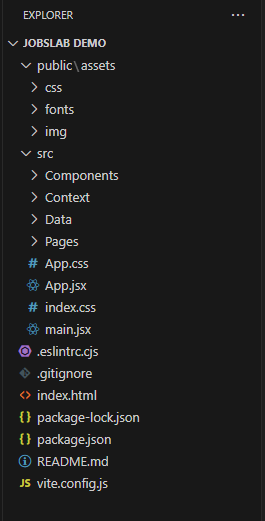 EXPLORER
JOBSLAB DEMO
public\assets
css
fonts
img
src
Components
Context
Data
Pages
# App.css
App.jsx
# index.css
main.jsx
.eslintrc.cjs
.gitignore
<> index.html
{} package-lock.json
{} package.json
README.md
JS vite.config.js